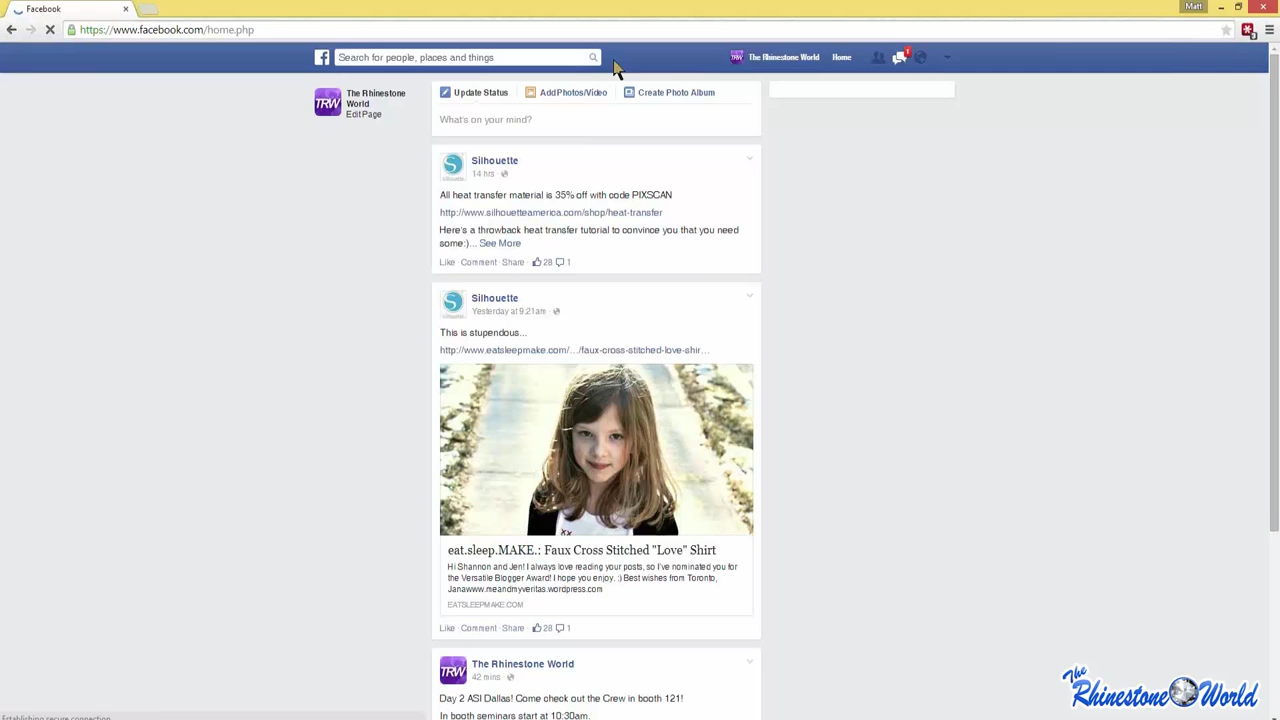 Facebook
Matt
https://www.facebook.com/home.php
Search for people, places and things
The Rhinestone World
Home
1
TRW
The Rhinestone
World
Edit Page
Update Status
Add Photos/Video
Create Photo Album
What's on your mind?
Silhouette
14 hrs ·
All heat transfer material is 35% off with code PIXSCAN
http://www.silhouetteamerica.com/shop/heat-transfer
Here's a throwback heat transfer tutorial to convince you that you need
some:)... See More
Like · Comment · Share · 28 1
Silhouette
Yesterday at 9:21am ·
This is stupendous...
http://www.eatsleepmake.com/.../faux-cross-stitched-love-shir...
eat.sleep.MAKE.: Faux Cross Stitched "Love" Shirt
Hi Shannon and Jen! I always love reading your posts, so I've nominated you for
the Versatile Blogger Award! I hope you enjoy. :) Best wishes from Toronto,
Janawww.meandmyveritas.wordpress.com
EATSLEEPMAKE.COM
Like · Comment · Share · 28 1
TRW
The Rhinestone World
42 mins ·
Day 2 ASI Dallas! Come check out the Crew in booth 121!
In booth seminars start at 10:30am.
The
Rhinestone World
Establishing secure connection